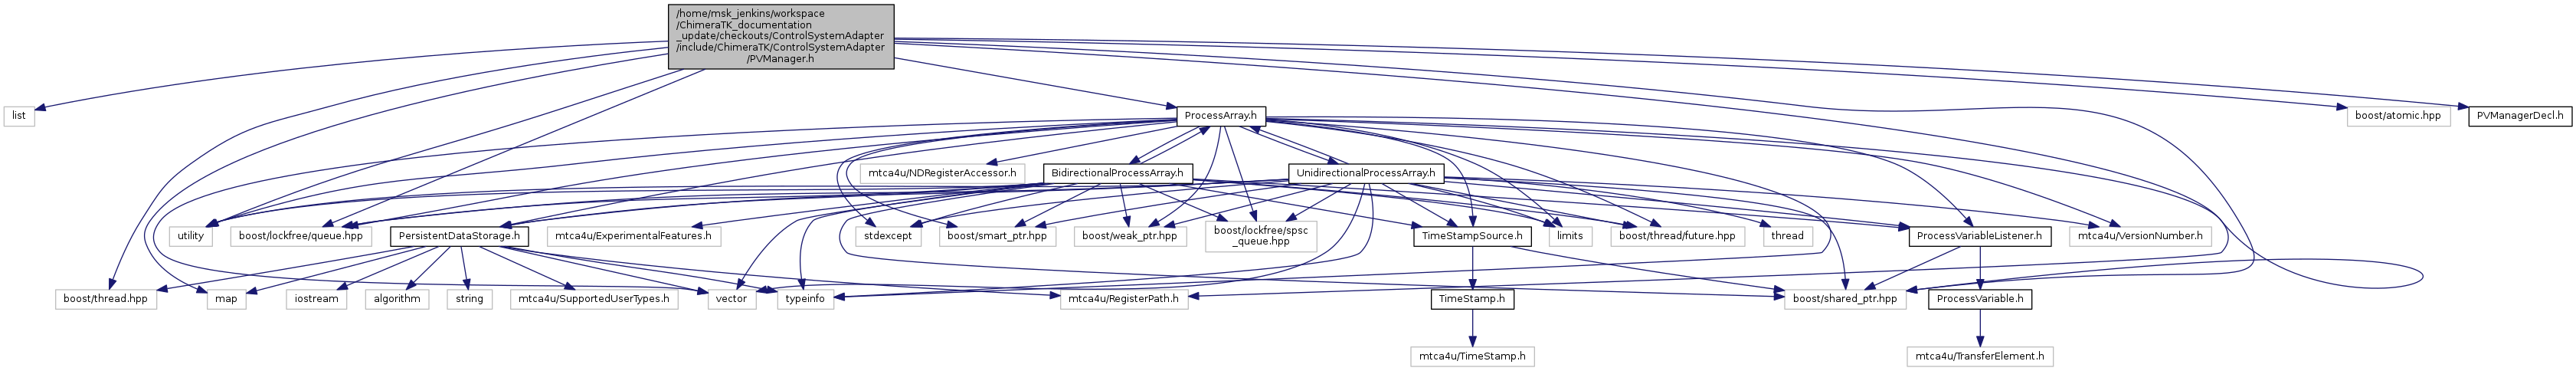 /home/msk_jenkins/workspace
/ChimeraTK_documentation
_update/checkouts/ControlSystemAdapter
/include/ChimeraTK/ControlSystemAdapter
/PVManager.h
list
ProcessArray.h
boost/atomic.hpp
PVManagerDecl.h
mtca4u/NDRegisterAccessor.h
BidirectionalProcessArray.h
UnidirectionalProcessArray.h
utility
boost/lockfree/queue.hpp
PersistentDataStorage.h
mtca4u/ExperimentalFeatures.h
stdexcept
boost/smart_ptr.hpp
boost/weak_ptr.hpp
boost/lockfree/spsc
_queue.hpp
TimeStampSource.h
limits
boost/thread/future.hpp
thread
ProcessVariableListener.h
mtca4u/VersionNumber.h
boost/thread.hpp
map
iostream
algorithm
string
mtca4u/SupportedUserTypes.h
vector
typeinfo
mtca4u/RegisterPath.h
TimeStamp.h
boost/shared_ptr.hpp
ProcessVariable.h
mtca4u/TimeStamp.h
mtca4u/TransferElement.h